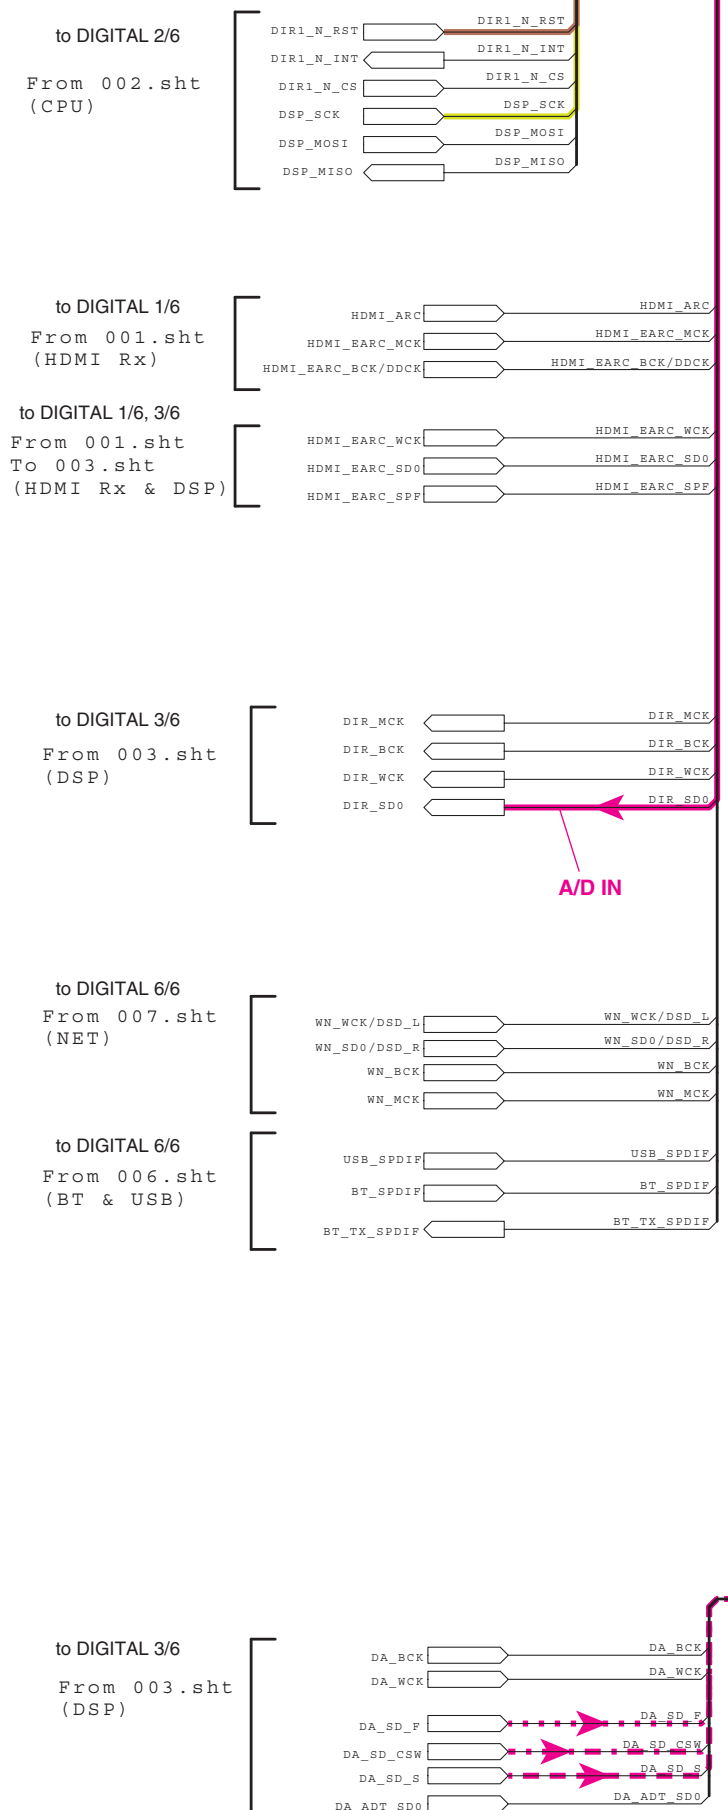 to DIGITAL 2/6
From 002.sht
(CPU)
DIR1_N_RST DIR1_N_RST
DIR1_N_INT DIR1_N_INT
DIR1_N_CS DIR1_N_CS
DSP_SCK DSP_SCK
DSP_MOSI DSP_MOSI
DSP_MISO DSP_MISO
to DIGITAL 1/6
From 001.sht
(HDMI Rx)
HDMI_ARC HDMI_ARC
HDMI_EARC_MCK HDMI_EARC_MCK
HDMI_EARC_BCK/DDCK HDMI_EARC_BCK/DDCK
to DIGITAL 1/6, 3/6
From 001.sht
To 003.sht
(HDMI Rx & DSP)
HDMI_EARC_WCK HDMI_EARC_WCK
HDMI_EARC_SD0 HDMI_EARC_SD0
HDMI_EARC_SPF HDMI_EARC_SPF
to DIGITAL 3/6
From 003.sht
(DSP)
DIR_MCK DIR_MCK
DIR_BCK DIR_BCK
DIR_WCK DIR_WCK
DIR_SD0 DIR_SD0
A/D IN
to DIGITAL 6/6
From 007.sht
(NET)
WN_WCK/DSD_L WN_WCK/DSD_L
WN_SD0/DSD_R WN_SD0/DSD_R
WN_BCK WN_BCK
WN_MCK WN_MCK
to DIGITAL 6/6
From 006.sht
(BT & USB)
USB_SPDIF USB_SPDIF
BT_SPDIF BT_SPDIF
BT_TX_SPDIF BT_TX_SPDIF
to DIGITAL 3/6
From 003.sht
(DSP)
DA_BCK DA_BCK
DA_WCK DA_WCK
DA_SD_F DA_SD_F
DA_SD_CSW DA_SD_CSW
DA_SD_S DA_SD_S
DA_ADT_SD0 DA_ADT_SD0